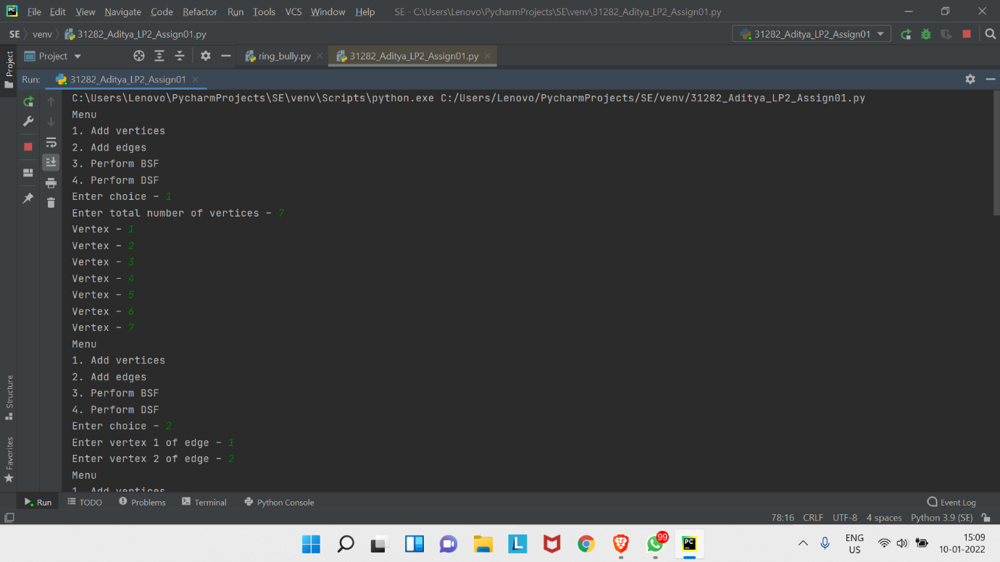 PC File Edit View Navigate Code Refactor Run Tools VCS Window Help SE - C:\Users\Lenovo\PycharmProjects\SE\venv\31282_Aditya_LP2_Assign01.py
SE venv 31282_Aditya_LP2_Assign01.py 31282_Aditya_LP2_Assign01
Project Project ring_bully.py 31282_Aditya_LP2_Assign01.py
Run: 31282_Aditya_LP2_Assign01
C:\Users\Lenovo\PycharmProjects\SE\venv\Scripts\python.exe C:/Users/Lenovo/PycharmProjects/SE/venv/31282_Aditya_LP2_Assign01.py
Menu
1. Add vertices
2. Add edges
3. Perform BSF
4. Perform DSF
Enter choice - 1
Enter total number of vertices - 7
Vertex - 1
Vertex - 2
Vertex - 3
Vertex - 4
Vertex - 5
Vertex - 6
Vertex - 7
Menu
1. Add vertices
2. Add edges
3. Perform BSF
4. Perform DSF
Enter choice - 2
Enter vertex 1 of edge - 1
Enter vertex 2 of edge - 2
Menu
1. Add vertices
Structure
Favorites
Run TODO Problems Terminal Python Console Event Log
78:16 CRLF UTF-8 4 spaces Python 3.9 (SE)
L 99 PC ENG 15:09
US 10-01-2022